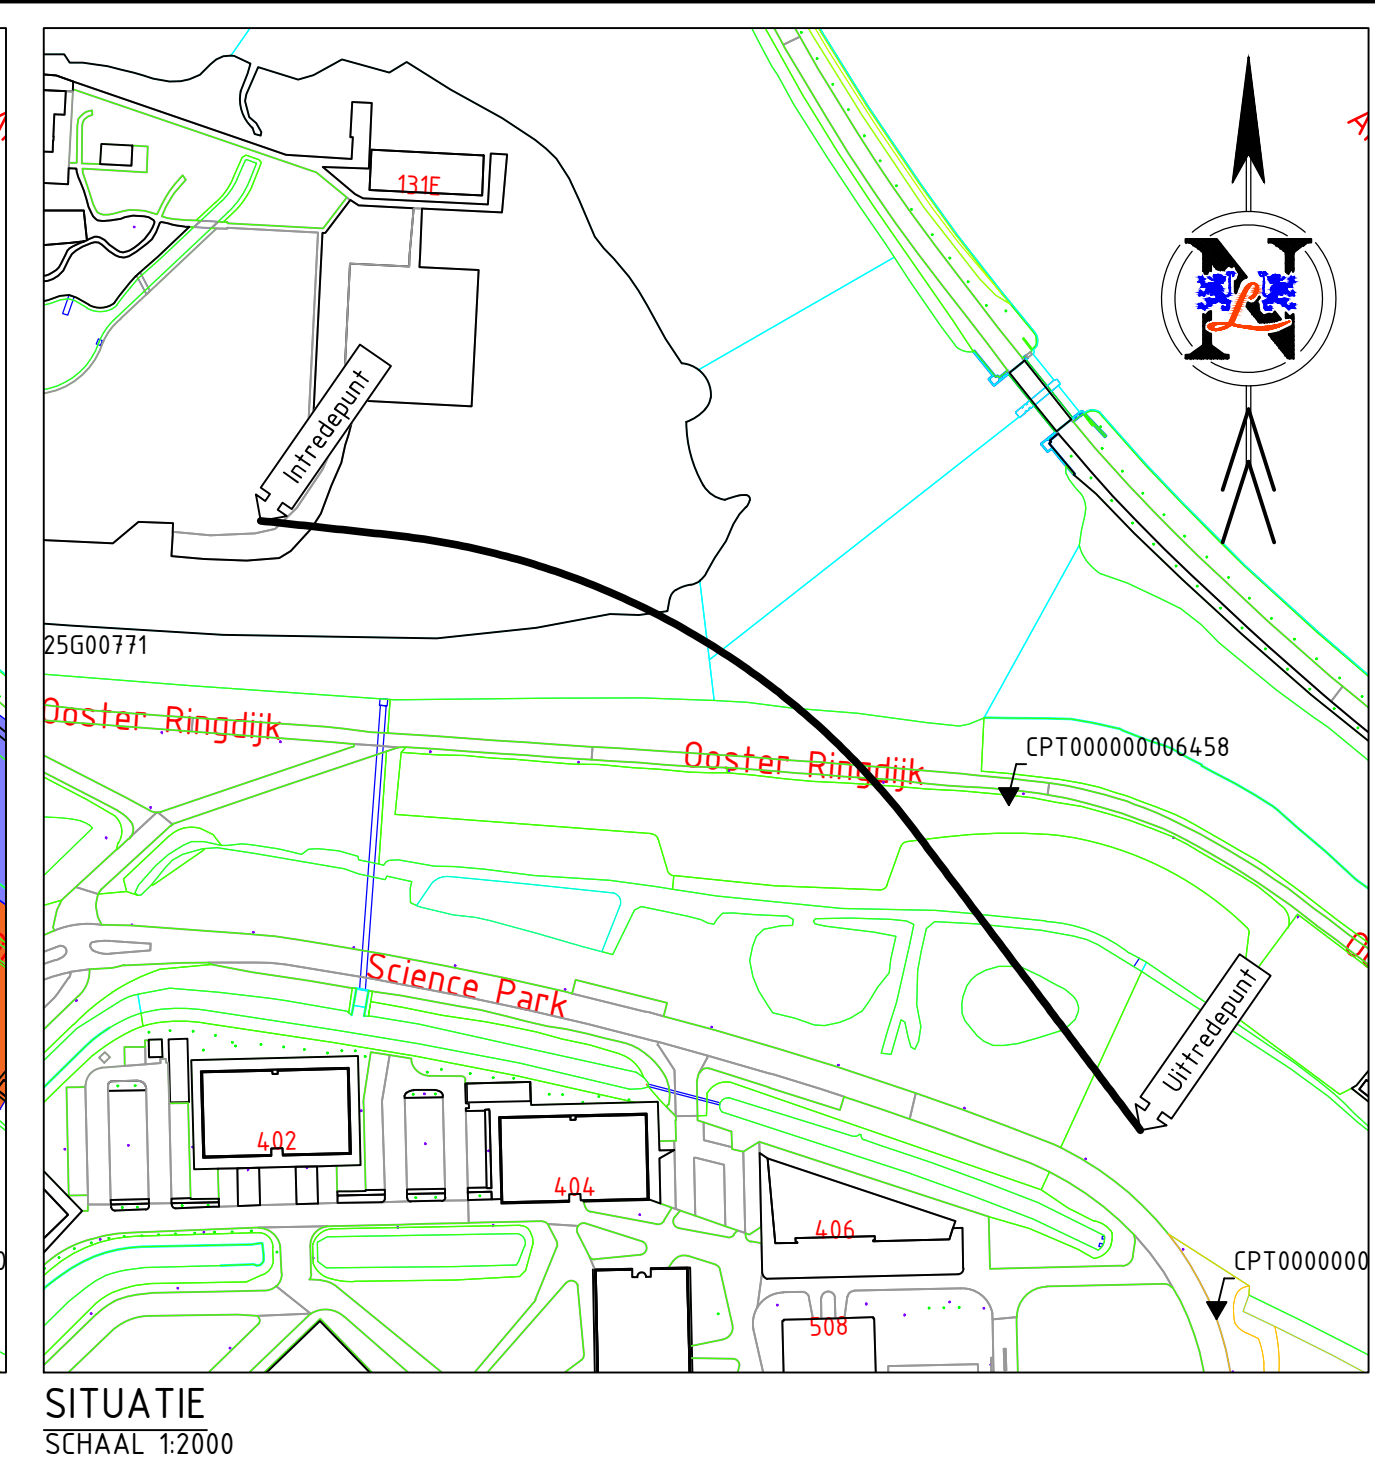 131E
Intredepunt
N
L
25G00771
Ooster Ringdijk
Ooster Ringdijk
CPT000000006458
Science Park
Uittredepunt
402
404
406
CPT0000000
508
SITUATIE
SCHAAL 1:2000